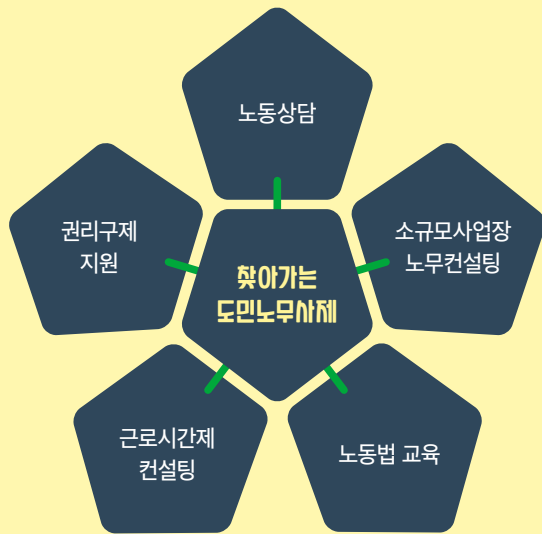 노동상담
권리구제
지원
소규모사업장
노무컨설팅
찾아가는
도민노무사제
근로시간제
컨설팅
노동법 교육